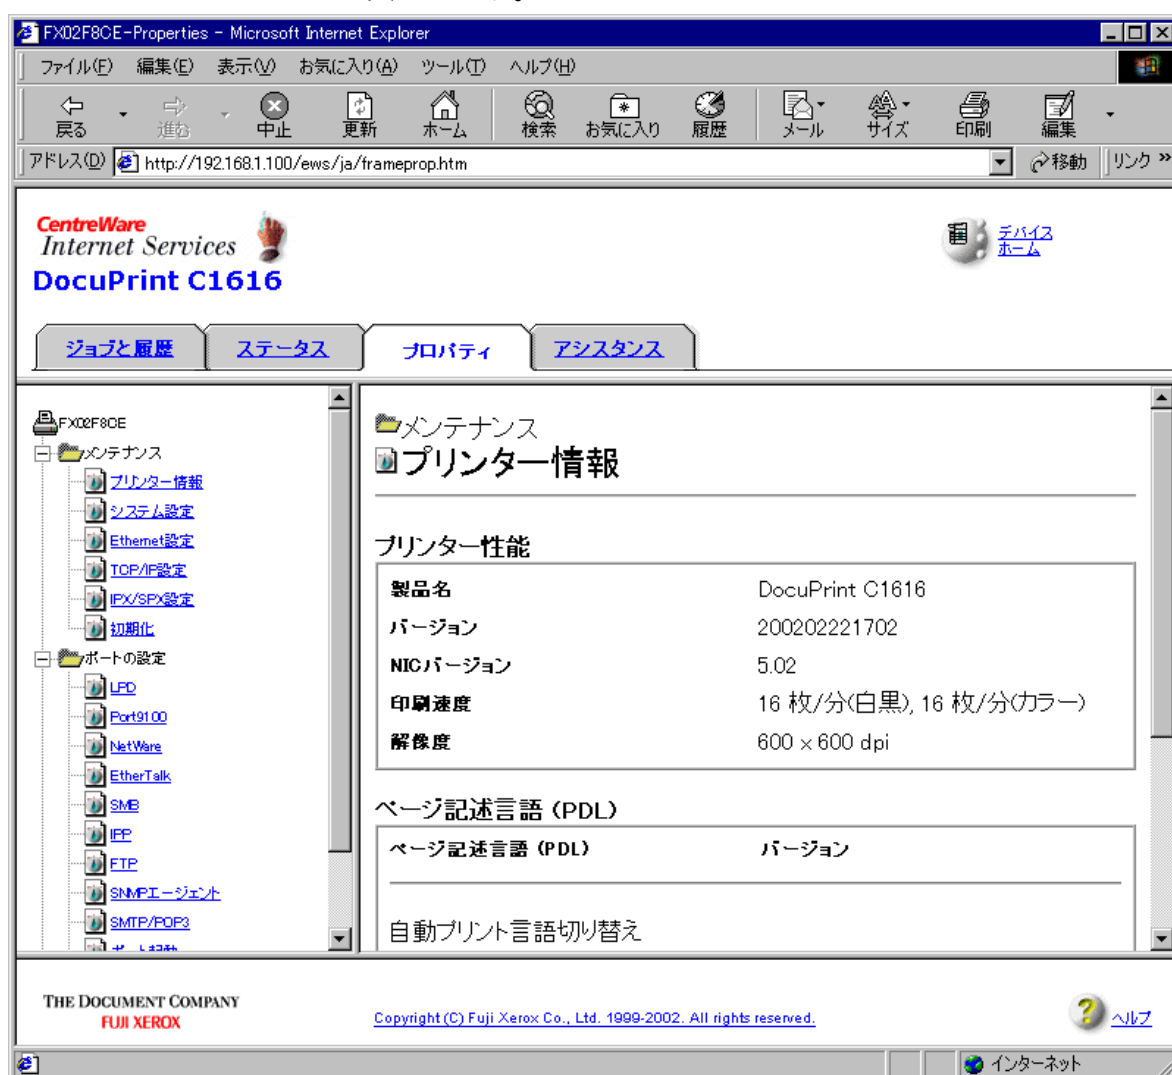 FX02F8CE-Properties - Microsoft Internet Explorer
ファイル(F) 編集(E) 表示(V) お気に入り(A) ツール(T) ヘルプ(H)
戻る 進む 中止 更新 ホーム 検索 お気に入り 履歴 メール サイズ 印刷 編集
アドレス(D) http://192.168.1.100/ews/ja/frameprop.htm 移動 リンク »
CentreWare
Internet Services
DocuPrint C1616
デバイス
ホーム
ジョブと履歴 ステータス プロパティ アシスタンス
FX02F8CE
メンテナンス
プリンター情報
システム設定
Ethernet設定
TCP/IP設定
IPX/SPX設定
初期化
ポートの設定
LPD
Port9100
NetWare
EtherTalk
SMB
IPP
FTP
SNMPエージェント
SMTP/POP3
メンテナンス
プリンター情報
プリンター性能
製品名 DocuPrint C1616
バージョン 200202221702
NICバージョン 5.02
印刷速度 16 枚/分(白黒), 16 枚/分(カラー)
解像度 600 × 600 dpi
ページ記述言語 (PDL)
ページ記述言語 (PDL) バージョン
自動プリント言語切り替え
THE DOCUMENT COMPANY
FUJI XEROX
Copyright (C) Fuji Xerox Co., Ltd. 1999-2002. All rights reserved.
ヘルプ
インターネット